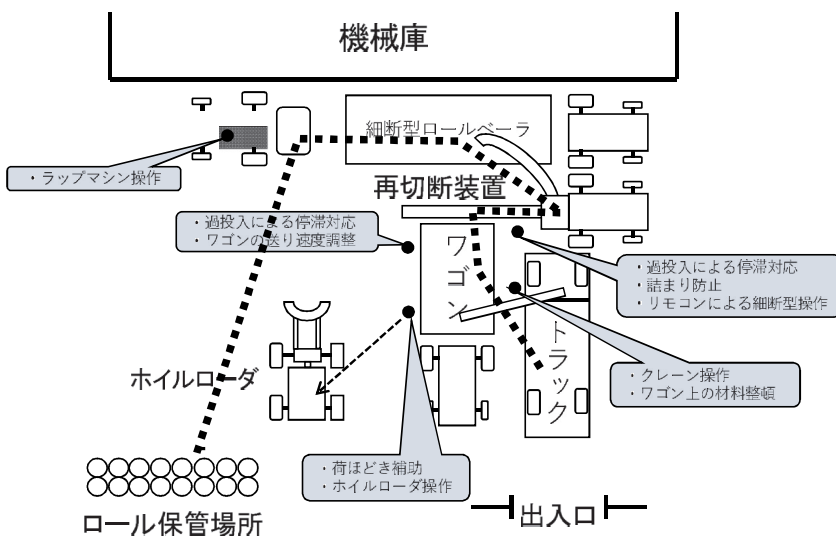 機械庫
細断型ロールベーラ
・ラップマシン操作
再切断装置
・過投入による停滞対応
・ワゴンの送り速度調整
ワゴン
・過投入による停滞対応
・詰まり防止
・リモコンによる細断型操作
トラック
ホイルローダ
・クレーン操作
・ワゴン上の材料整頓
・荷ほどき補助
・ホイルローダ操作
ロール保管場所
出入口